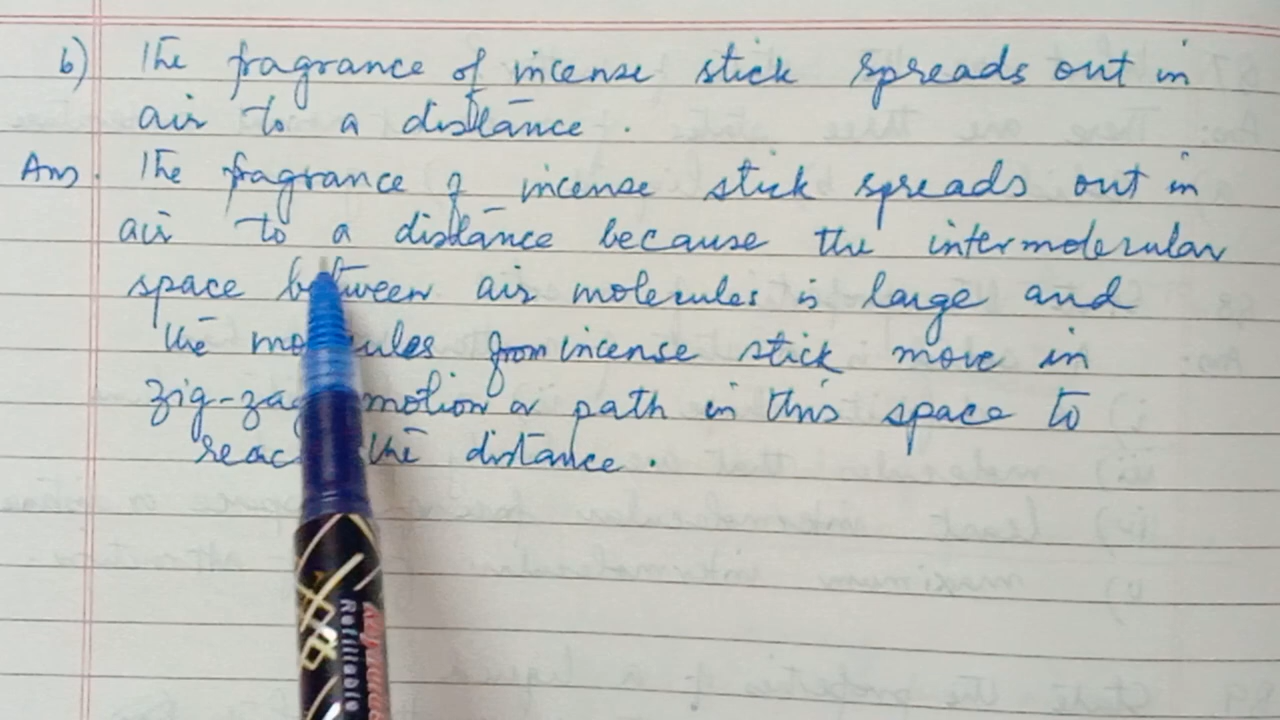 b) The fragrance of incense stick spreads out in
air to a distance.
Ans. The fragrance of incense stick spreads out in
air to a distance because the intermolecular
space between air molecules is large and
the molecules from incense stick move in
zig-zag motion or path in this space to
reach the distance.
Refillable